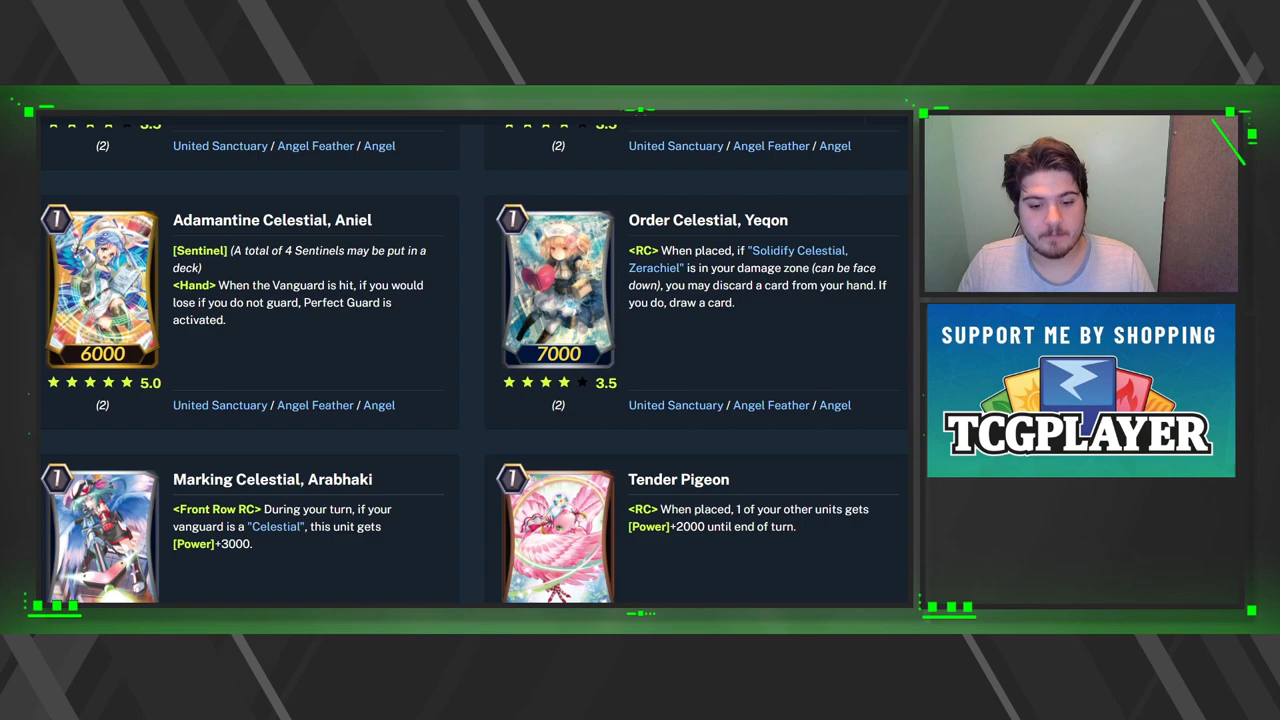 3.5
3.5
(2)
United Sanctuary / Angel Feather / Angel
(2)
United Sanctuary / Angel Feather / Angel
1
Adamantine Celestial, Aniel
[Sentinel] (A total of 4 Sentinels may be put in a
deck)
<Hand> When the Vanguard is hit, if you would
lose if you do not guard, Perfect Guard is
activated.
6000
5.0
(2)
United Sanctuary / Angel Feather / Angel
1
Order Celestial, Yeqon
<RC> When placed, if "Solidify Celestial,
Zerachiel" is in your damage zone (can be face
down), you may discard a card from your hand. If
you do, draw a card.
7000
3.5
(2)
United Sanctuary / Angel Feather / Angel
1
Marking Celestial, Arabhaki
<Front Row RC> During your turn, if your
vanguard is a "Celestial", this unit gets
[Power]+3000.
1
Tender Pigeon
<RC> When placed, 1 of your other units gets
[Power]+2000 until end of turn.
SUPPORT ME BY SHOPPING
TCGPLAYER